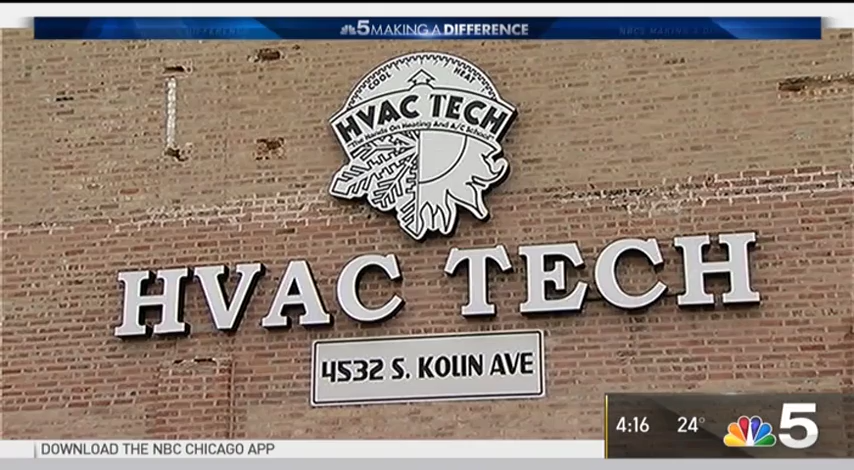 5 MAKING A DIFFERENCE
COOL HEAT
HVAC TECH
The Hands On Heating And A/C School
HVAC TECH
4532 S. KOLIN AVE
4:16 24° 5
DOWNLOAD THE NBC CHICAGO APP